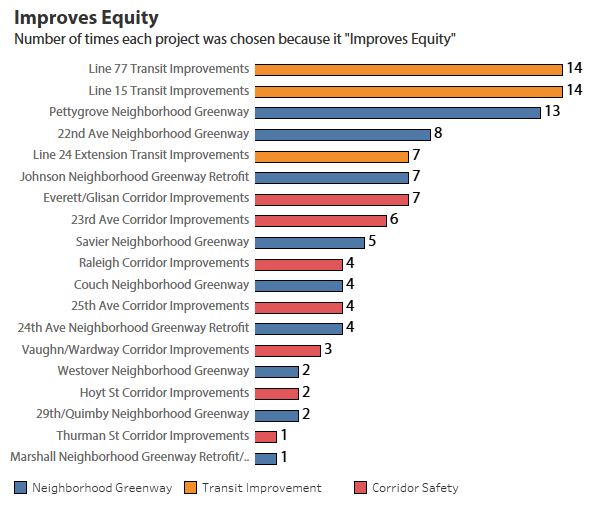 Improves Equity
Number of times each project was chosen because it "Improves Equity"
Line 77 Transit Improvements 14
Line 15 Transit Improvements 14
Pettygrove Neighborhood Greenway 13
22nd Ave Neighborhood Greenway 8
Line 24 Extension Transit Improvements 7
Johnson Neighborhood Greenway Retrofit 7
Everett/Glisan Corridor Improvements 7
23rd Ave Corridor Improvements 6
Savier Neighborhood Greenway 5
Raleigh Corridor Improvements 4
Couch Neighborhood Greenway 4
25th Ave Corridor Improvements 4
24th Ave Neighborhood Greenway Retrofit 4
Vaughn/Wardway Corridor Improvements 3
Westover Neighborhood Greenway 2
Hoyt St Corridor Improvements 2
29th/Quimby Neighborhood Greenway 2
Thurman St Corridor Improvements 1
Marshall Neighborhood Greenway Retrofit/.. 1
Neighborhood Greenway Transit Improvement Corridor Safety